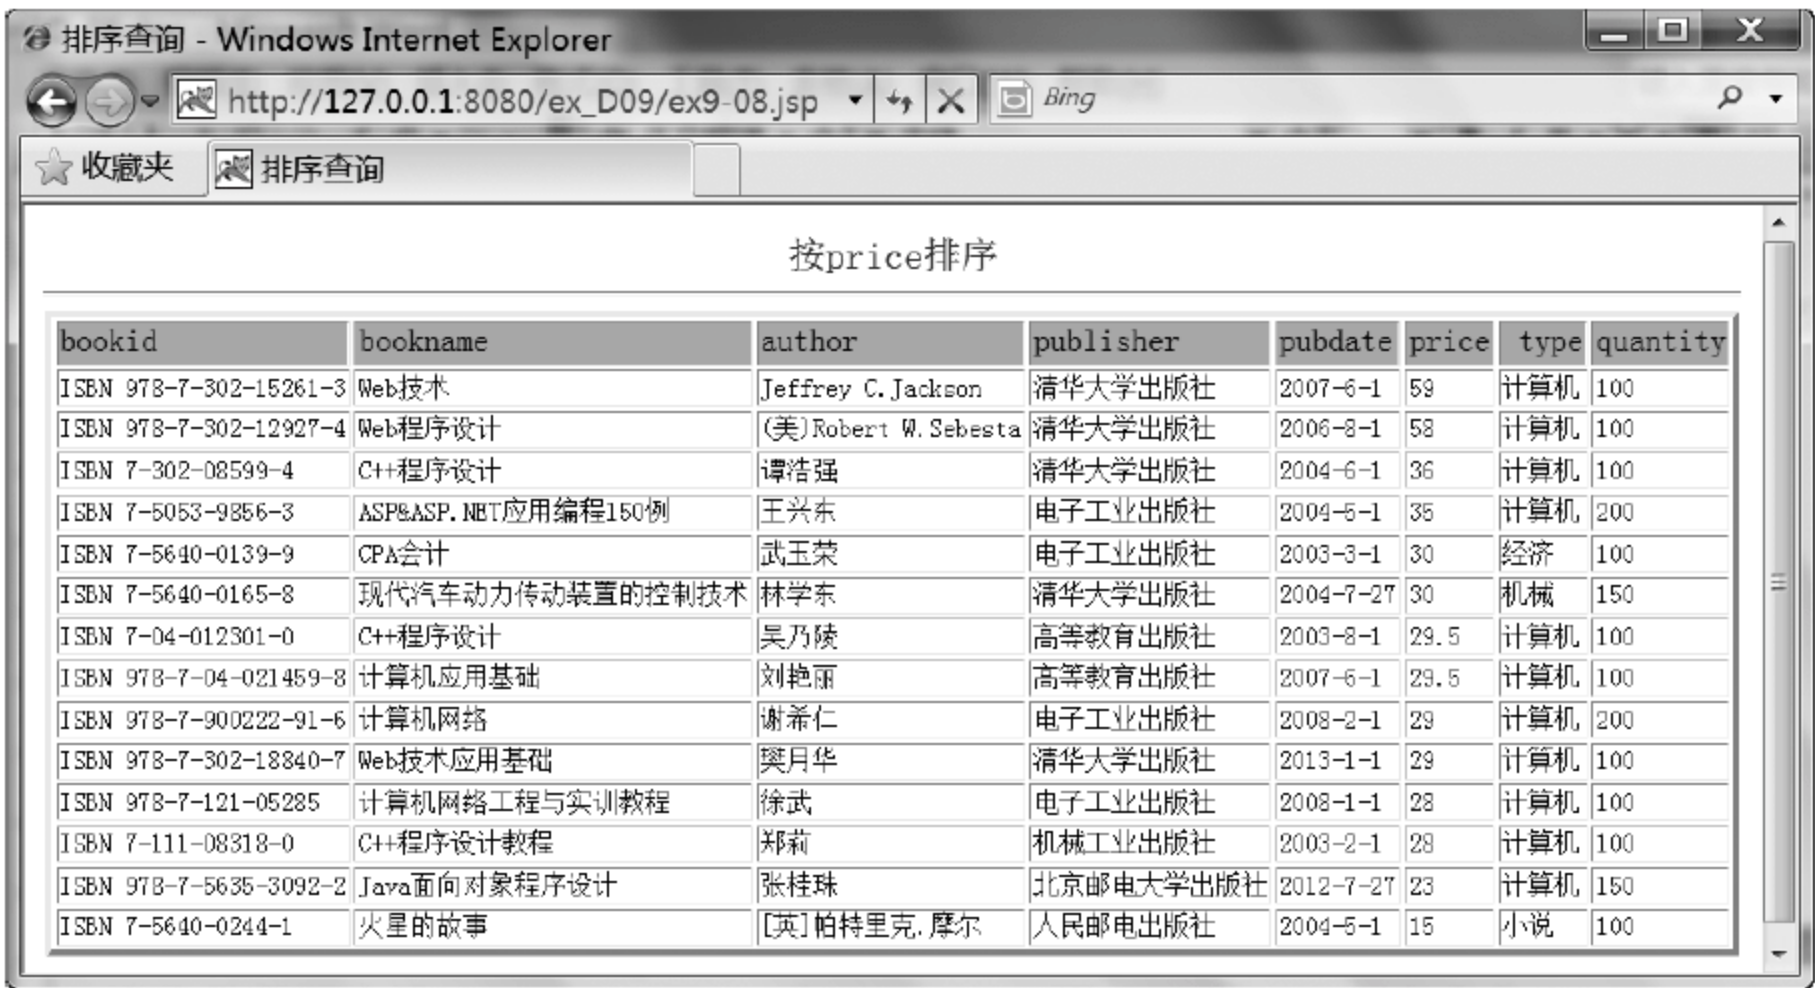 排序查询 - Windows Internet Explorer
http://127.0.0.1:8080/ex_D09/ex9-08.jsp Bing
收藏夹 排序查询
按price排序
bookid bookname author publisher pubdate price type quantity
ISBN 978-7-302-15261-3 Web技术 Jeffrey C.Jackson 清华大学出版社 2007-6-1 59 计算机 100
ISBN 978-7-302-12927-4 Web程序设计 (美)Robert W.Sebesta 清华大学出版社 2006-8-1 58 计算机 100
ISBN 7-302-08599-4 C++程序设计 谭浩强 清华大学出版社 2004-6-1 36 计算机 100
ISBN 7-5053-9856-3 ASP&ASP.NET应用编程150例 王兴东 电子工业出版社 2004-5-1 35 计算机 200
ISBN 7-5640-0139-9 CPA会计 武玉荣 电子工业出版社 2003-3-1 30 经济 100
ISBN 7-5640-0165-8 现代汽车动力传动装置的控制技术 林学东 清华大学出版社 2004-7-27 30 机械 150
ISBN 7-04-012301-0 C++程序设计 吴乃陵 高等教育出版社 2003-8-1 29.5 计算机 100
ISBN 978-7-04-021459-8 计算机应用基础 刘艳丽 高等教育出版社 2007-6-1 29.5 计算机 100
ISBN 978-7-900222-91-6 计算机网络 谢希仁 电子工业出版社 2008-2-1 29 计算机 200
ISBN 978-7-302-18840-7 Web技术应用基础 樊月华 清华大学出版社 2013-1-1 29 计算机 100
ISBN 978-7-121-05285 计算机网络工程与实训教程 徐武 电子工业出版社 2008-1-1 28 计算机 100
ISBN 7-111-08318-0 C++程序设计教程 郑莉 机械工业出版社 2003-2-1 28 计算机 100
ISBN 978-7-5635-3092-2 Java面向对象程序设计 张桂珠 北京邮电大学出版社 2012-7-27 23 计算机 150
ISBN 7-5640-0244-1 火星的故事 [英]帕特里克.摩尔 人民邮电出版社 2004-5-1 15 小说 100